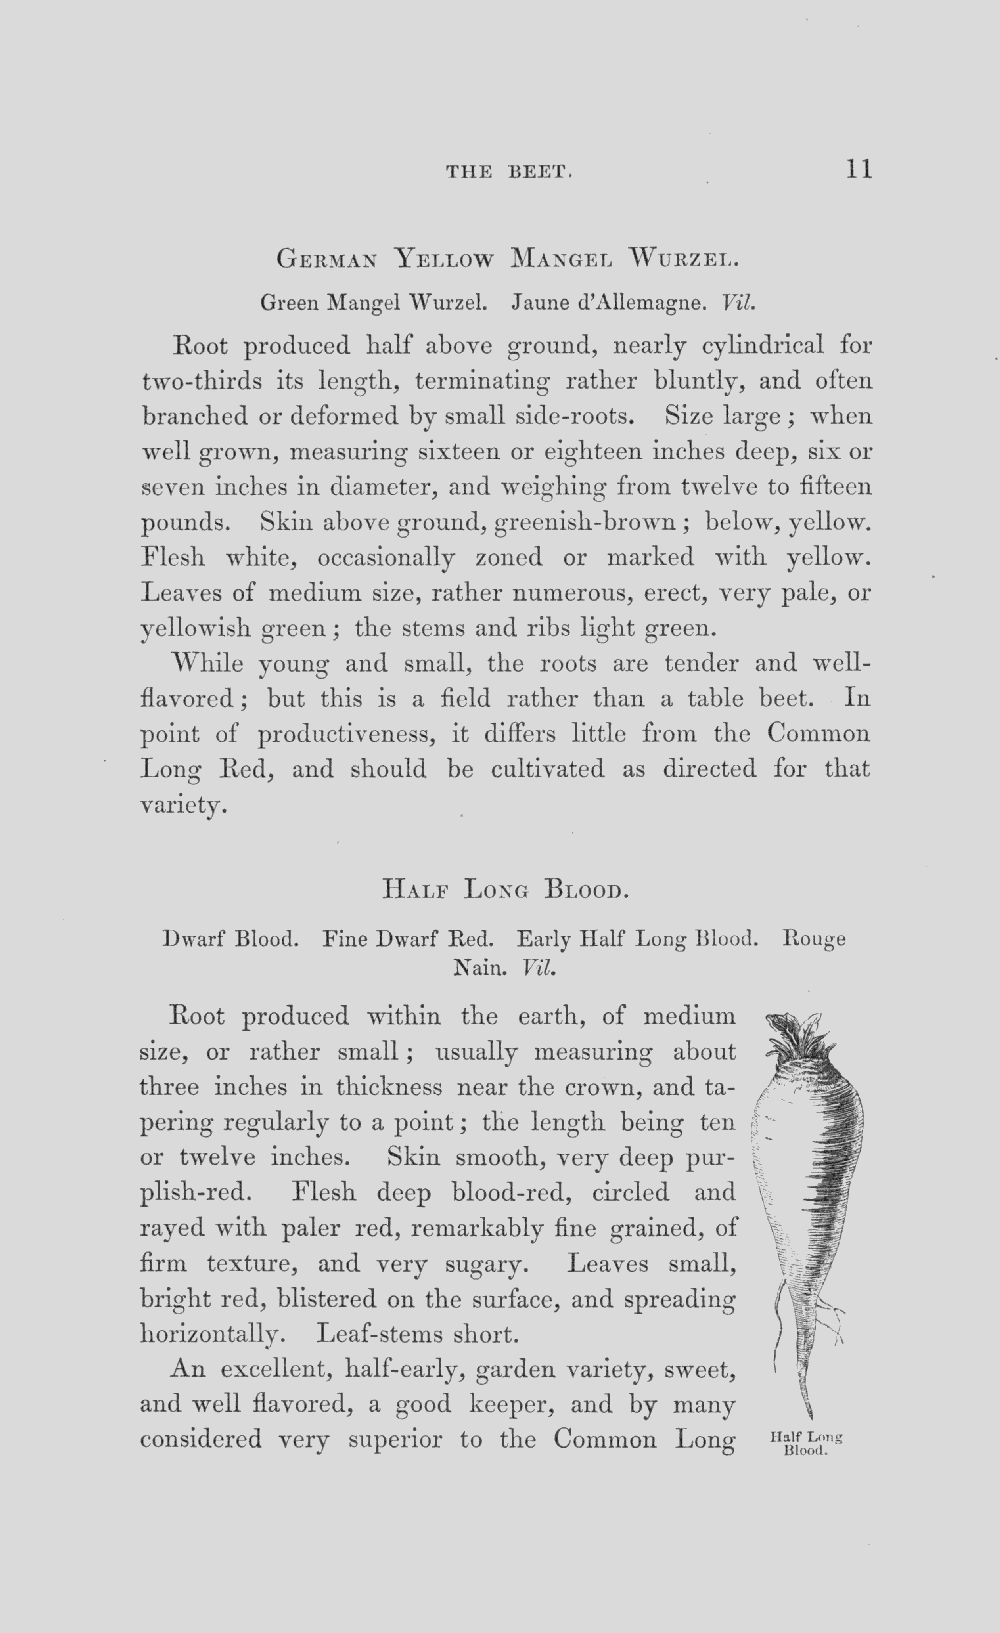 THE BEET. 11
German Yellow Mangel Wurzel.
Green Mangel Wurzel. Jaune d'Allemagne. Vil.
Root produced half above ground, nearly cylindrical for
two-thirds its length, terminating rather bluntly, and often
branched or deformed by small side-roots. Size large; when
well grown, measuring sixteen or eighteen inches deep, six or
seven inches in diameter, and weighing from twelve to fifteen
pounds. Skin above ground, greenish-brown; below, yellow.
Flesh white, occasionally zoned or marked with yellow.
Leaves of medium size, rather numerous, erect, very pale, or
yellowish green; the stems and ribs light green.
While young and small, the roots are tender and well-
flavored; but this is a field rather than a table beet. In
point of productiveness, it differs little from the Common
Long Red, and should be cultivated as directed for that
variety.
Half Long Blood.
Dwarf Blood. Fine Dwarf Red. Early Half Long Blood. Rouge
Nain. Vil.
Root produced within the earth, of medium
size, or rather small; usually measuring about
three inches in thickness near the crown, and ta-
pering regularly to a point; the length being ten
or twelve inches. Skin smooth, very deep pur-
plish-red. Flesh deep blood-red, circled and
rayed with paler red, remarkably fine grained, of
firm texture, and very sugary. Leaves small,
bright red, blistered on the surface, and spreading
horizontally. Leaf-stems short.
An excellent, half-early, garden variety, sweet,
and well flavored, a good keeper, and by many
considered very superior to the Common Long
Half Long
Blood.